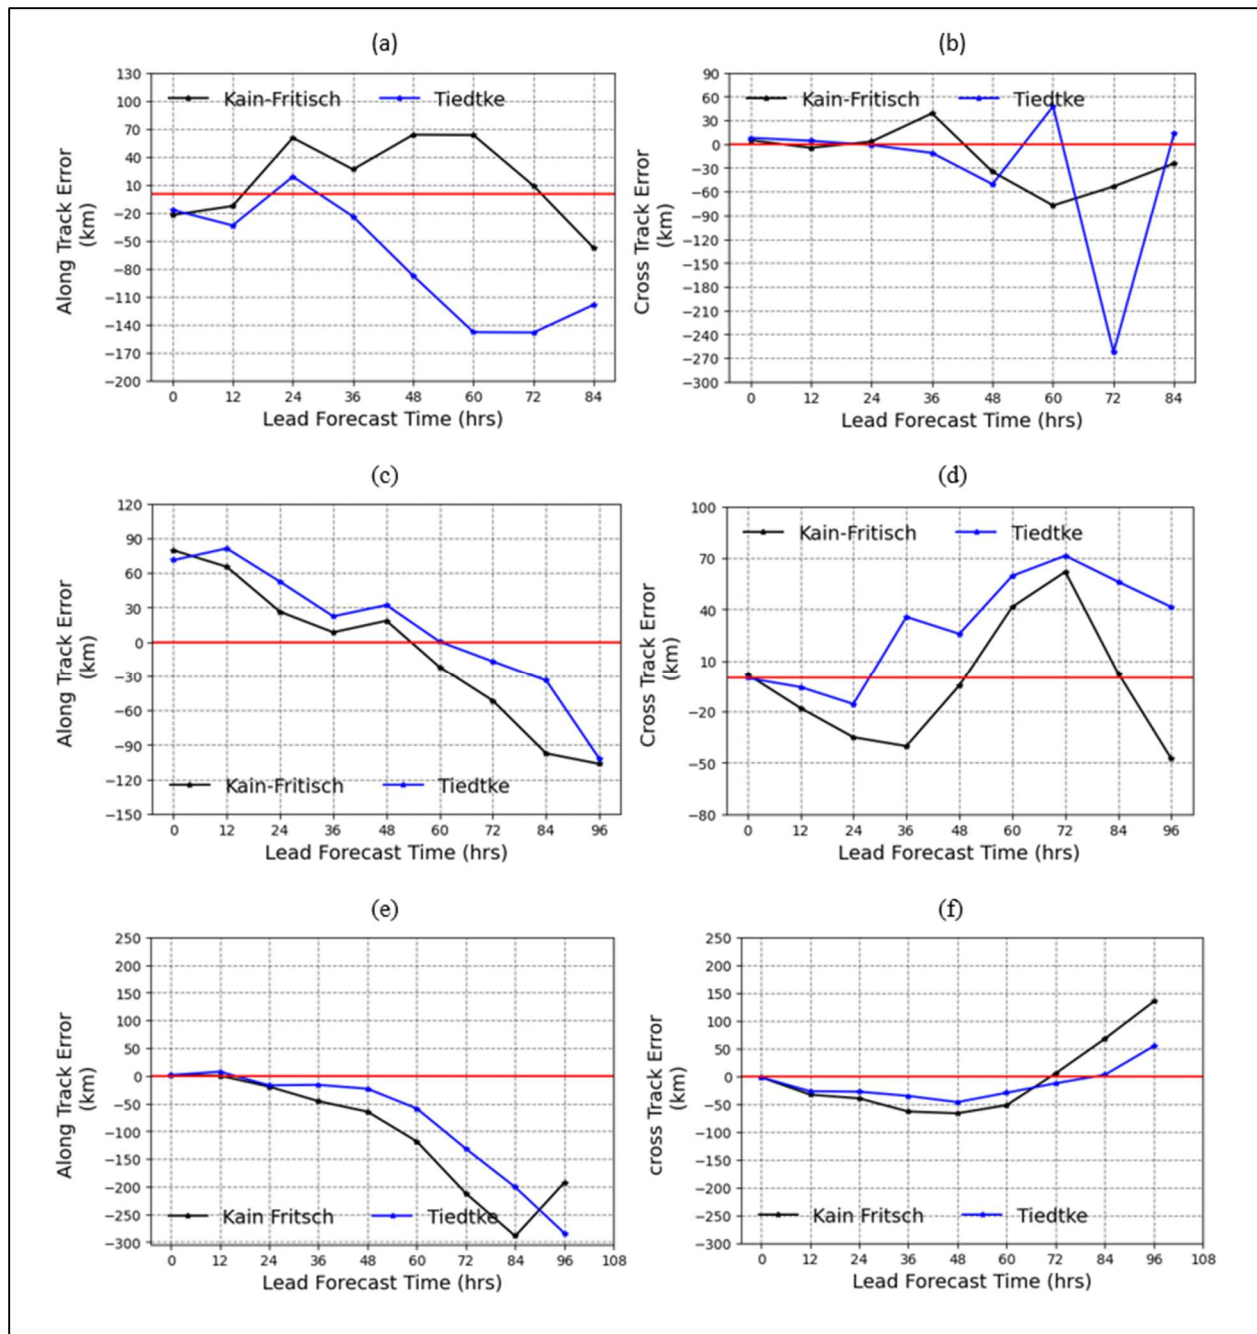 (a)
130
100
70
40
10
−20
−50
−80
−110
−140
−170
−200
Along Track Error
(km)
Kain-Fritisch Tiedtke
0 12 24 36 48 60 72 84
Lead Forecast Time (hrs)
(b)
90
60
30
0
−30
−60
−90
−120
−150
−180
−210
−240
−270
−300
Cross Track Error
(km)
Kain-Fritisch Tiedtke
0 12 24 36 48 60 72 84
Lead Forecast Time (hrs)
(c)
120
90
60
30
0
−30
−60
−90
−120
−150
Along Track Error
(km)
Kain-Fritisch Tiedtke
0 12 24 36 48 60 72 84 96
Lead Forecast Time (hrs)
(d)
100
70
40
10
−20
−50
−80
Cross Track Error
(km)
Kain-Fritisch Tiedtke
0 12 24 36 48 60 72 84 96
Lead Forecast Time (hrs)
(e)
250
200
150
100
50
0
−50
−100
−150
−200
−250
−300
Along Track Error
(km)
Kain Fritsch Tiedtke
0 12 24 36 48 60 72 84 96 108
Lead Forecast Time (hrs)
(f)
250
200
150
100
50
0
−50
−100
−150
−200
−250
−300
cross Track Error
(km)
Kain Fritsch Tiedtke
0 12 24 36 48 60 72 84 96 108
Lead Forecast Time (hrs)